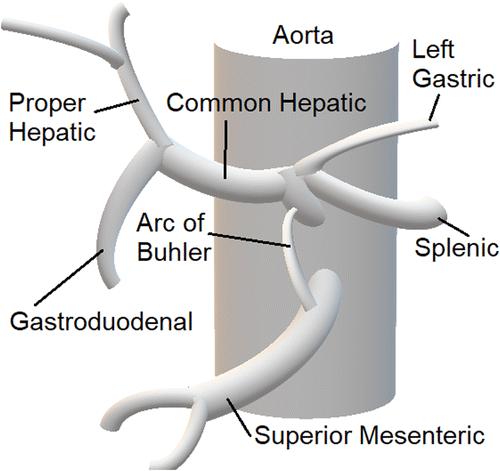 Aorta
Left
Gastric
Proper
Hepatic
Common Hepatic
Arc of
Buhler
Splenic
Gastroduodenal
Superior Mesenteric